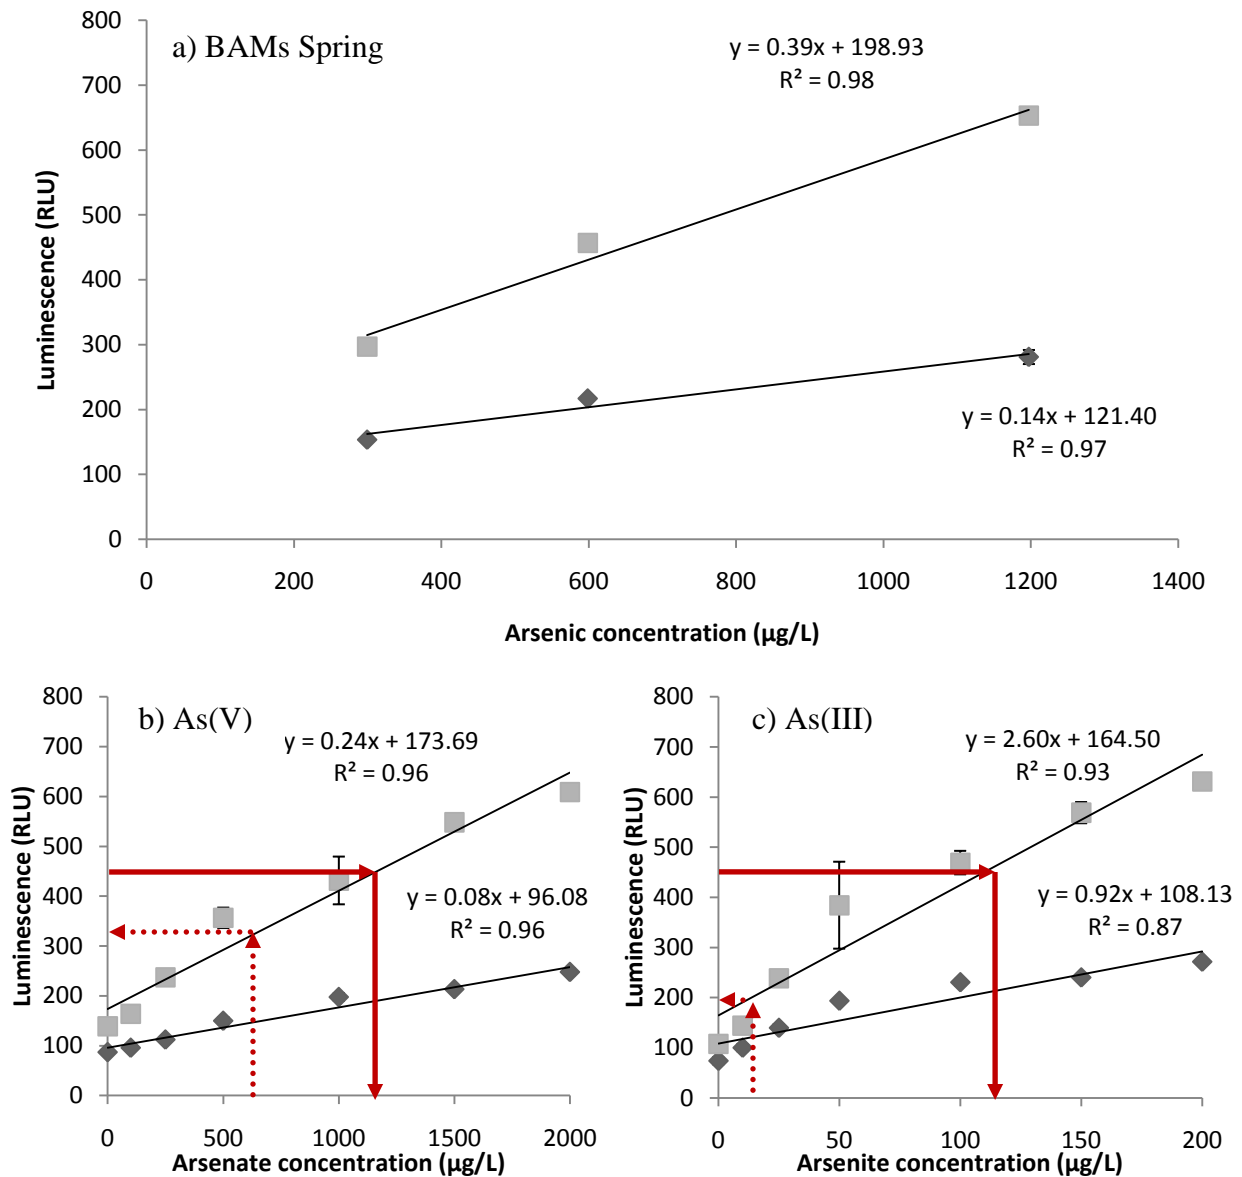 a) BAMs Spring
y = 0.39x + 198.93
R² = 0.98
y = 0.14x + 121.40
R² = 0.97
Luminescence (RLU)
800
700
600
500
400
300
200
100
0
0 200 400 600 800 1000 1200 1400
Arsenic concentration (µg/L)
b) As(V)
y = 0.24x + 173.69
R² = 0.96
y = 0.08x + 96.08
R² = 0.96
Luminescence (RLU)
800
700
600
500
400
300
200
100
0
0 500 1000 1500 2000
Arsenate concentration (µg/L)
c) As(III)
y = 2.60x + 164.50
R² = 0.93
y = 0.92x + 108.13
R² = 0.87
Luminescence (RLU)
800
700
600
500
400
300
200
100
0
0 50 100 150 200
Arsenite concentration (µg/L)